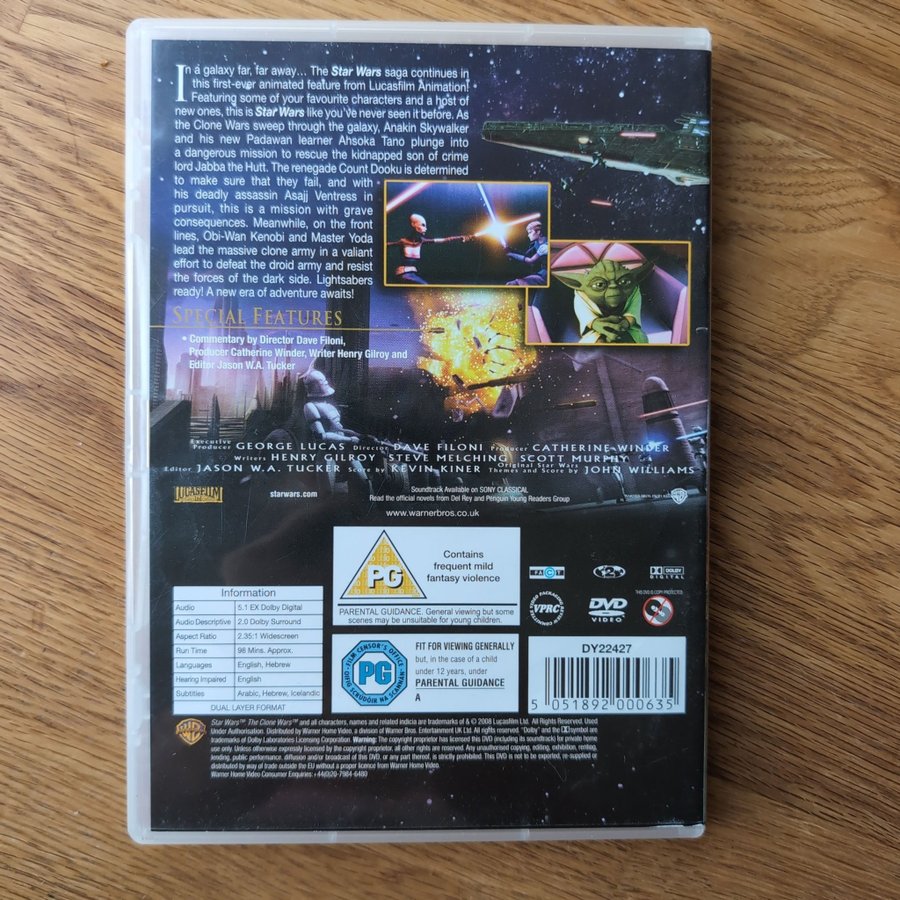 In a galaxy far, far away... The Star Wars saga continues in
this first-ever animated feature from Lucasfilm Animation!
Featuring some of your favourite characters and a host of
new ones, this is Star Wars like you've never seen it before. As
the Clone Wars sweep through the galaxy, Anakin Skywalker
and his new Padawan learner Ahsoka Tano plunge into
a dangerous mission to rescue the kidnapped son of crime
lord Jabba the Hutt. The renegade Count Dooku is determined
to make sure that they fail, and with
his deadly assassin Asajj Ventress in
pursuit, this is a mission with grave
consequences. Meanwhile, on the front
lines, Obi-Wan Kenobi and Master Yoda
lead the massive clone army in a valiant
effort to defeat the droid army and resist
the forces of the dark side. Lightsabers
ready! A new era of adventure awaits!
SPECIAL FEATURES
• Commentary by Director Dave Filoni,
Producer Catherine Winder, Writer Henry Gilroy and
Editor Jason W.A. Tucker
Executive Producer GEORGE LUCAS Director DAVE FILONI Producer CATHERINE WINDER
Writers HENRY GILROY STEVE MELCHING SCOTT MURPHY
Editor JASON W.A. TUCKER Score by KEVIN KINER Original Star Wars Themes and Score by JOHN WILLIAMS
LUCASFILM Ltd.
starwars.com
Soundtrack Available on SONY CLASSICAL
Read the official novels from Del Rey and Penguin Young Readers Group
www.warnerbros.co.uk
PG
Contains
frequent mild
fantasy violence
PARENTAL GUIDANCE. General viewing but some
scenes may be unsuitable for young children.
FACT
2
DOLBY
DIGITAL
VPRC
DVD
VIDEO
THIS DVD IS COPY PROTECTED
Information
Audio 5.1 EX Dolby Digital
Audio Descriptive 2.0 Dolby Surround
Aspect Ratio 2.35:1 Widescreen
Run Time 98 Mins. Approx.
Languages English, Hebrew
Hearing Impaired English
Subtitles Arabic, Hebrew, Icelandic
DUAL LAYER FORMAT
FILM CENSOR'S OFFICE
PG
OIFIG SCRÚDÓIR NA SCANNÁN
FIT FOR VIEWING GENERALLY
but, in the case of a child
under 12 years, under
PARENTAL GUIDANCE
A
DY22427
5 051892 000635
WB
Star Wars™ The Clone Wars™ and all characters, names and related indicia are trademarks of & © 2008 Lucasfilm Ltd. All Rights Reserved. Used
Under Authorisation. Distributed by Warner Home Video, a division of Warner Bros. Entertainment UK Ltd. All rights reserved. "Dolby" and the symbol are
trademarks of Dolby Laboratories Licensing Corporation. Warning: The copyright proprietor has licensed this DVD (including its soundtrack) for private home
use only. Unless otherwise expressly licensed by the copyright proprietor, all other rights are reserved. Any unauthorised copying, editing, exhibition, renting,
lending, public performance, diffusion and/or broadcast of this DVD, or any part thereof, is strictly prohibited. This DVD is not to be exported, re-supplied or
distributed by way of trade outside the EU without a proper licence from Warner Home Video.
Warner Home Video Consumer Enquiries: +44(0)20-7984-6480